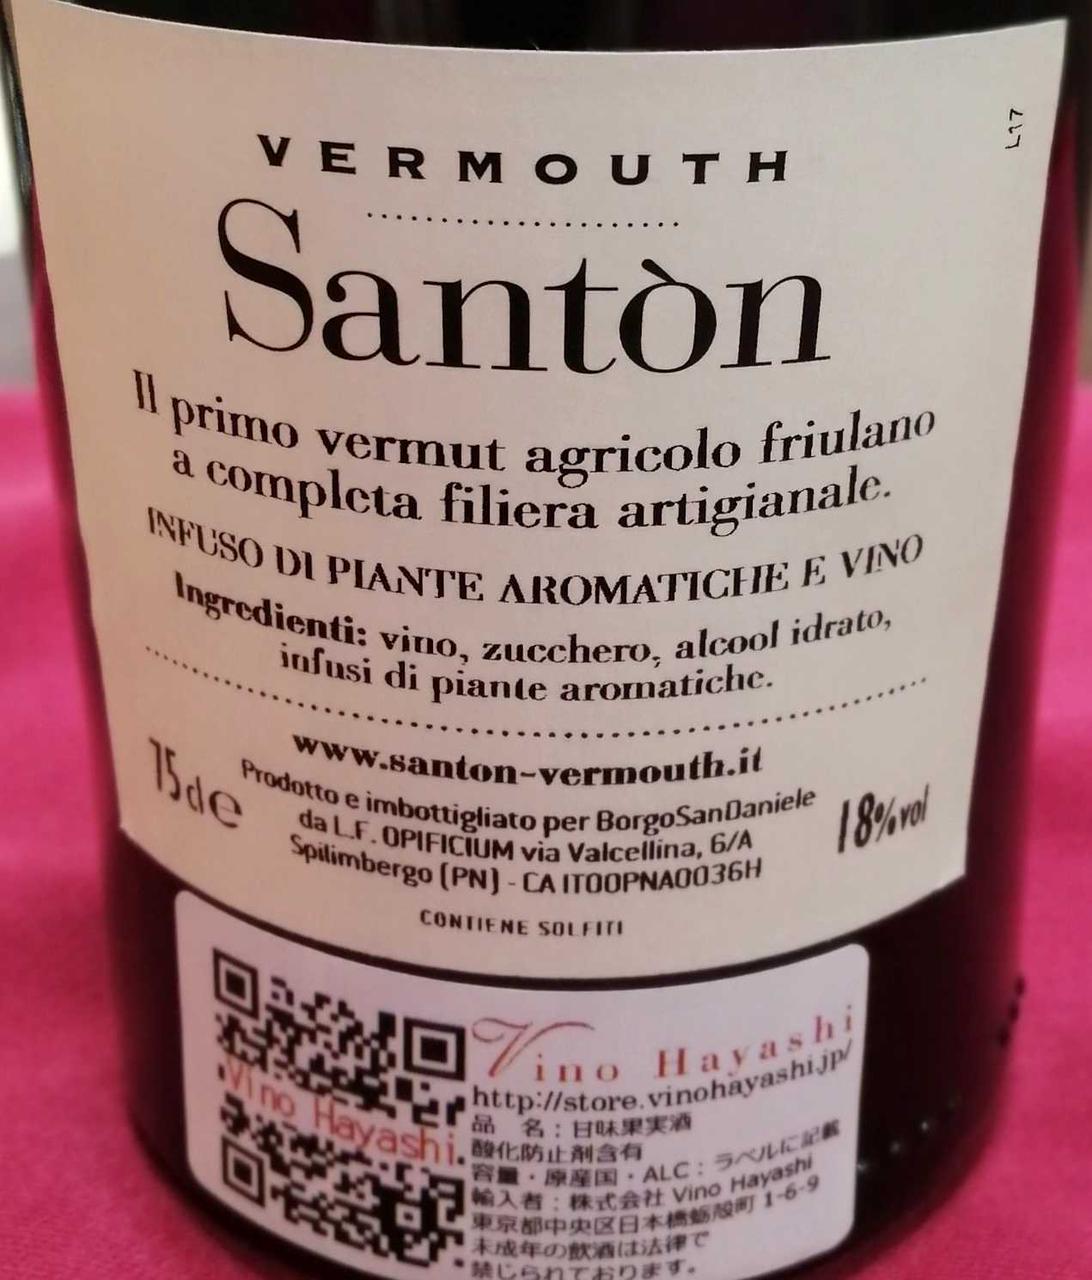 L17
VERMOUTH
Santòn
Il primo vermut agricolo friulano
a completa filiera artigianale.
INFUSO DI PIANTE AROMATICHE E VINO
Ingredienti: vino, zucchero, alcool idrato,
infusi di piante aromatiche.
www.santon-vermouth.it
75cl e
Prodotto e imbottigliato per BorgoSanDaniele
da L.F. OPIFICIUM via Valcellina, 6/A
Spilimbergo (PN) - CA IT00PNA0036H
18%vol
CONTIENE SOLFITI
Vino Hayashi
Vino Hayashi
http://store.vinohayashi.jp/
品 名：甘味果実酒
酸化防止剤含有
容量・原産国・ALC：ラベルに記載
輸入者：株式会社 Vino Hayashi
東京都中央区日本橋蛎殻町 1-6-9
未成年の飲酒は法律で
禁じられております。